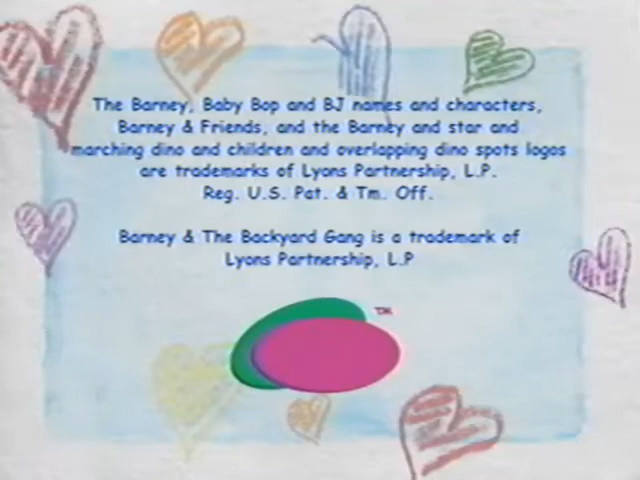 The Barney, Baby Bop and BJ names and characters,
Barney & Friends, and the Barney and star and
marching dino and children and overlapping dino spots logos
are trademarks of Lyons Partnership, L.P.
Reg. U.S. Pat. & Tm. Off.
Barney & The Backyard Gang is a trademark of
Lyons Partnership, L.P
TM